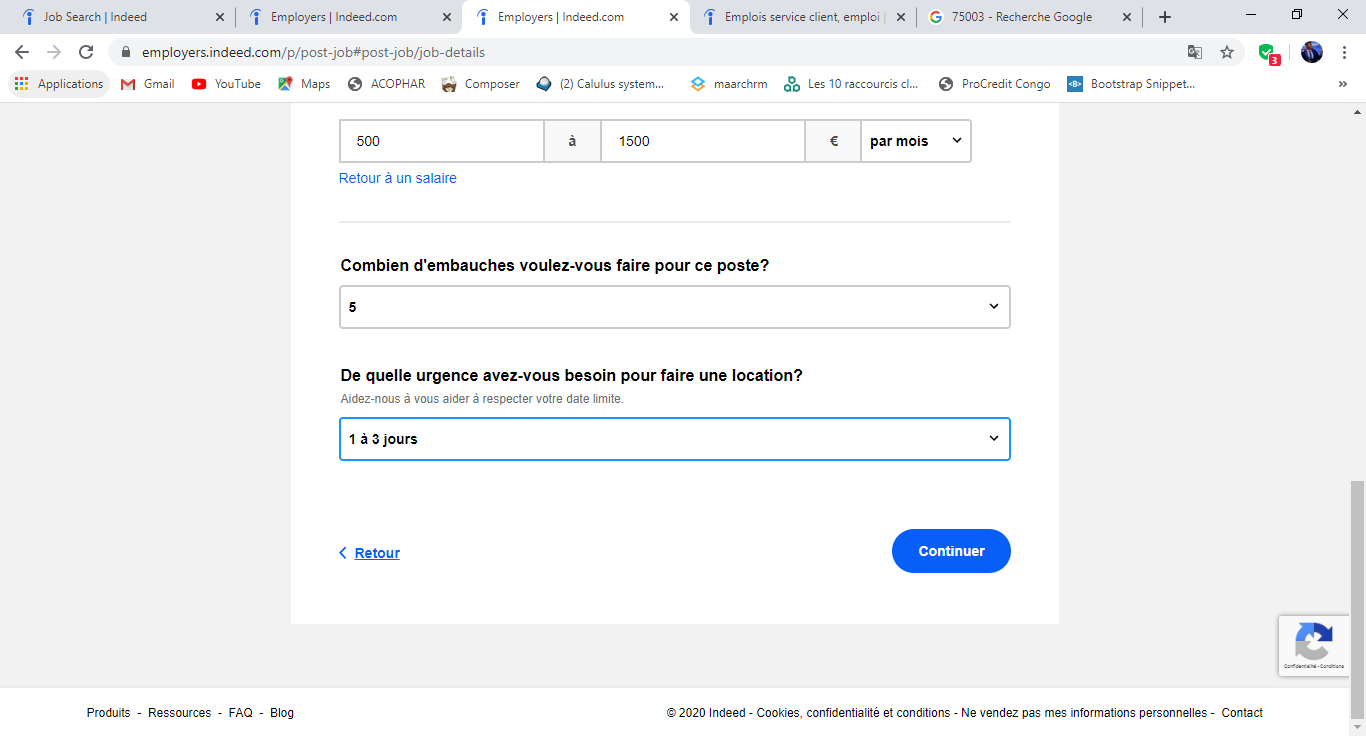 Job Search | Indeed
Employers | Indeed.com
Employers | Indeed.com
Emplois service client, emploi |
75003 - Recherche Google
employers.indeed.com/p/post-job#post-job/job-details
3
Applications
Gmail
YouTube
Maps
ACOPHAR
Composer
(2) Calulus system...
maarchrm
Les 10 raccourcis cl...
ProCredit Congo
Bootstrap Snippet...
»
500 à 1500 € par mois
Retour à un salaire
Combien d'embauches voulez-vous faire pour ce poste?
5
De quelle urgence avez-vous besoin pour faire une location?
Aidez-nous à vous aider à respecter votre date limite.
1 à 3 jours
Retour
Continuer
Confidentialité - Conditions
Produits - Ressources - FAQ - Blog
© 2020 Indeed - Cookies, confidentialité et conditions - Ne vendez pas mes informations personnelles - Contact